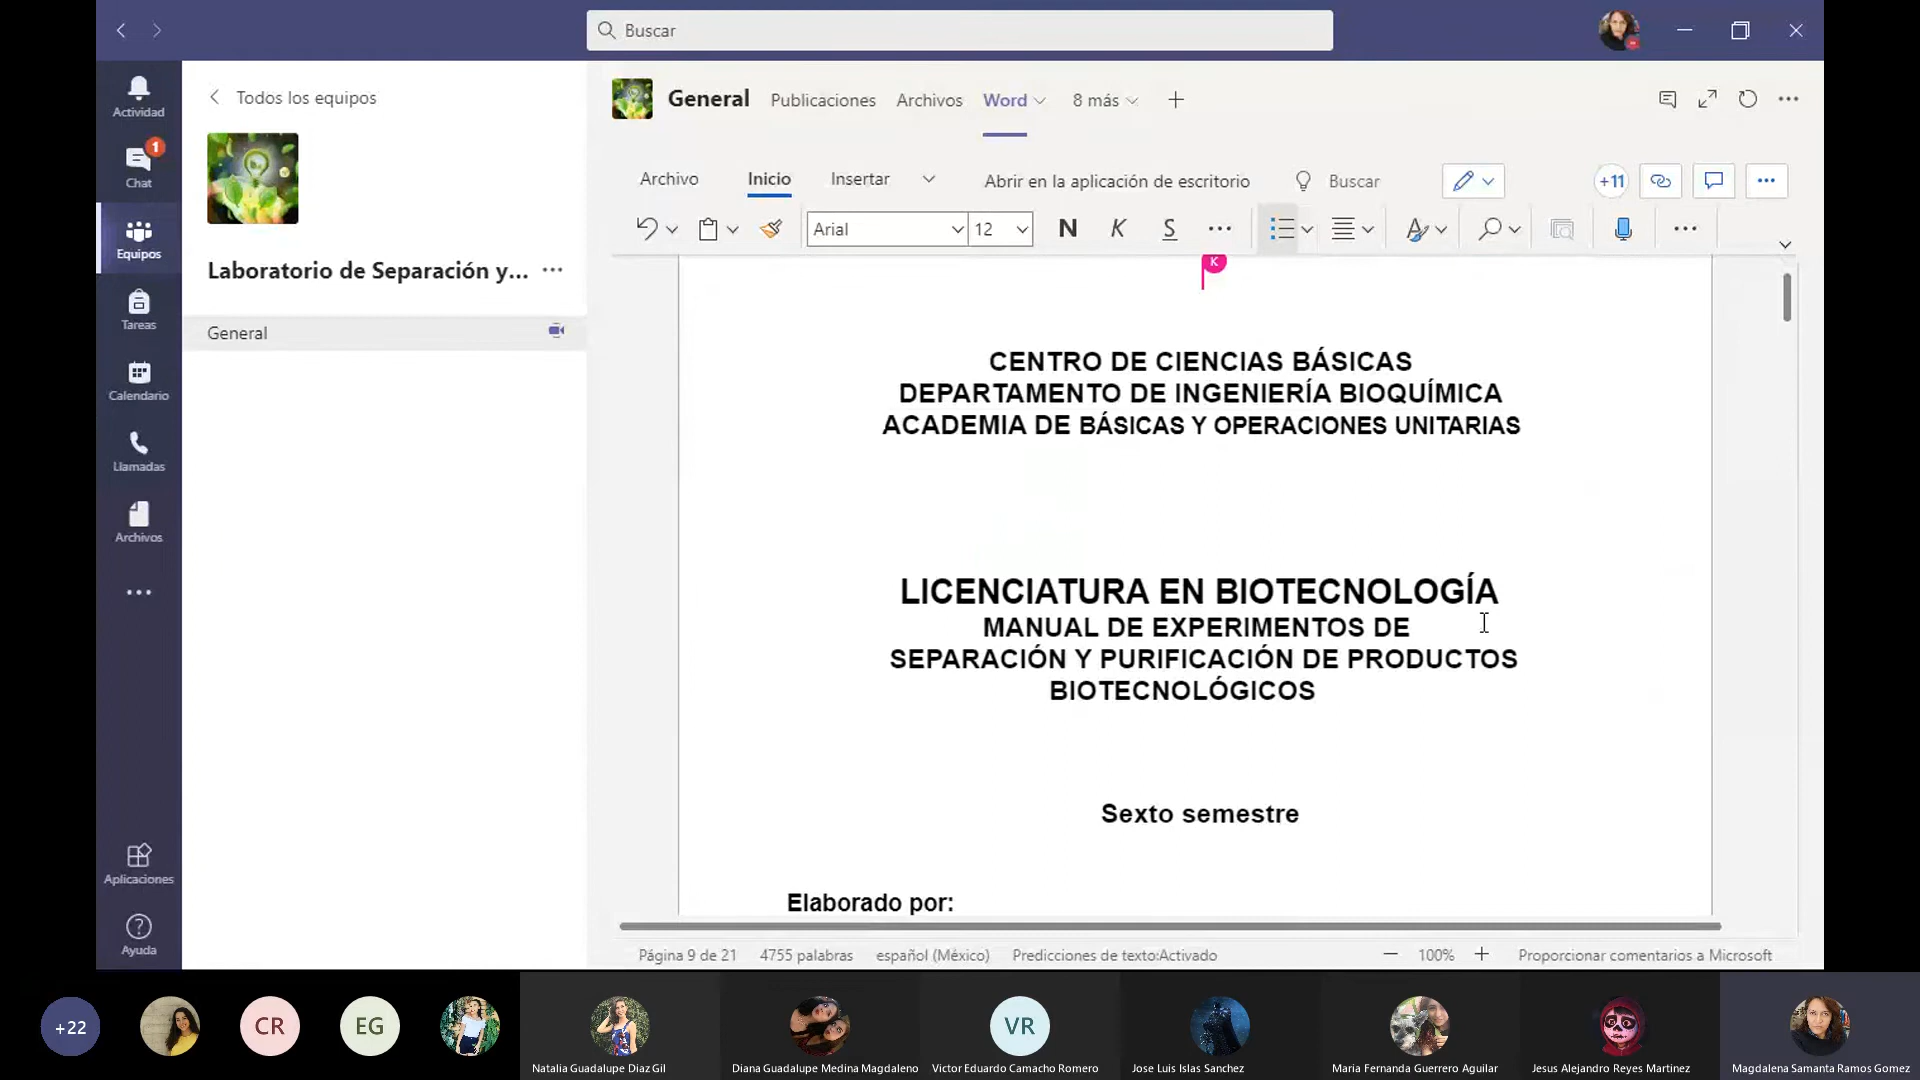 Buscar
Actividad
1
Chat
Equipos
Tareas
Calendario
Llamadas
Archivos
Aplicaciones
Ayuda
Todos los equipos
Laboratorio de Separación y...
General
General
Publicaciones
Archivos
Word
8 más
Archivo
Inicio
Insertar
Abrir en la aplicación de escritorio
Buscar
+11
Arial
12
N
K
S
K
CENTRO DE CIENCIAS BÁSICAS
DEPARTAMENTO DE INGENIERÍA BIOQUÍMICA
ACADEMIA DE BÁSICAS Y OPERACIONES UNITARIAS
LICENCIATURA EN BIOTECNOLOGÍA
MANUAL DE EXPERIMENTOS DE
SEPARACIÓN Y PURIFICACIÓN DE PRODUCTOS
BIOTECNOLÓGICOS
Sexto semestre
Elaborado por:
Página 9 de 21
4755 palabras
español (México)
Predicciones de texto:Activado
100%
Proporcionar comentarios a Microsoft
+22
CR
EG
VR
Natalia Guadalupe Diaz Gil
Diana Guadalupe Medina Magdaleno
Victor Eduardo Camacho Romero
Jose Luis Islas Sanchez
Maria Fernanda Guerrero Aguilar
Jesus Alejandro Reyes Martinez
Magdalena Samanta Ramos Gomez